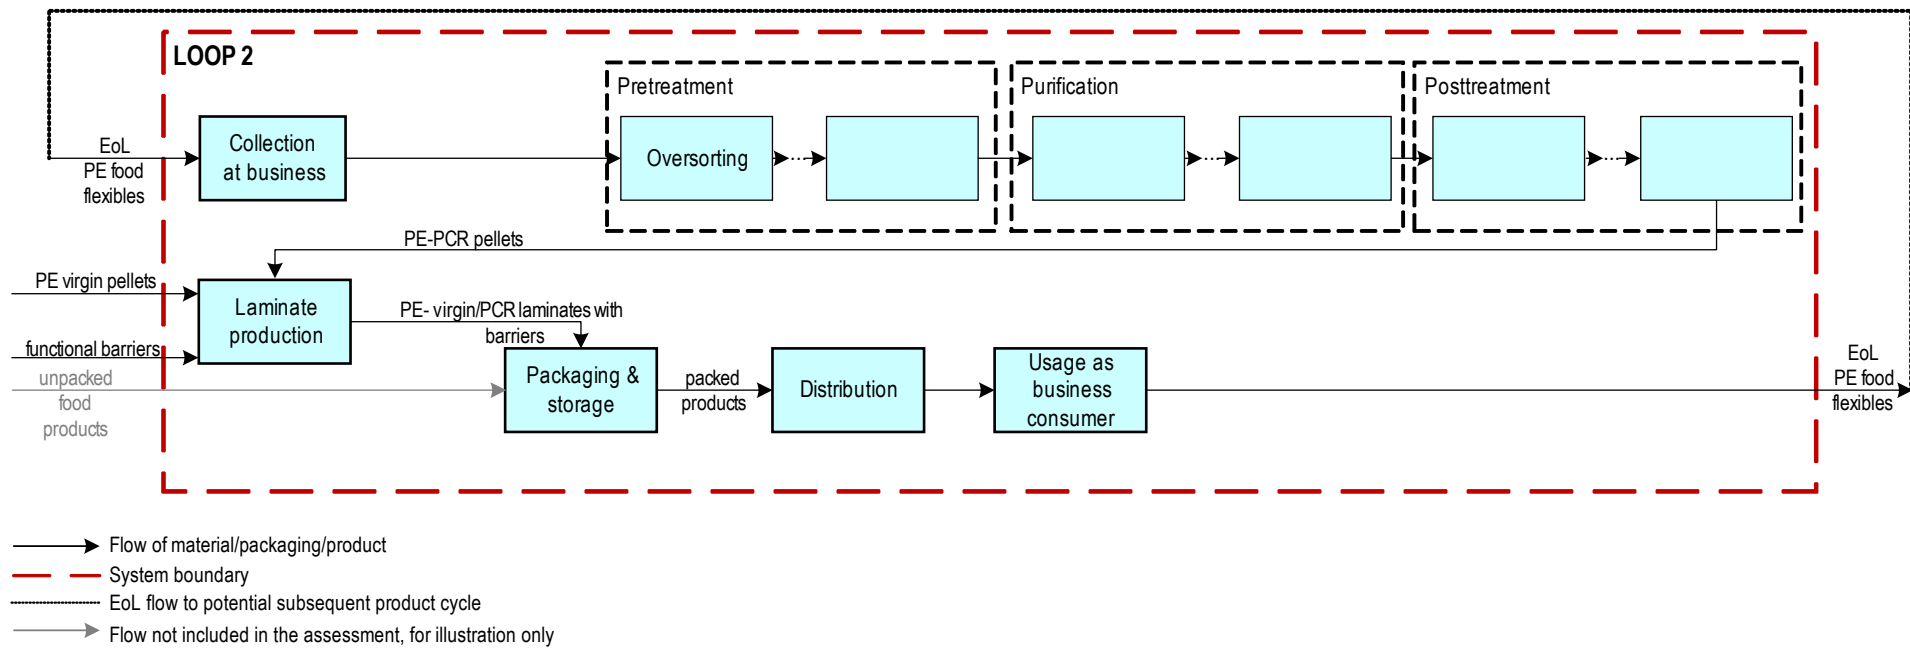 LOOP 2
Pretreatment
Purification
Posttreatment
EoL
PE food
flexibles
Collection
at business
Oversorting
PE-PCR pellets
PE virgin pellets
Laminate
production
PE- virgin/PCR laminates with
barriers
functional barriers
unpacked
food
products
Packaging &
storage
packed
products
Distribution
Usage as
business
consumer
EoL
PE food
flexibles
Flow of material/packaging/product
System boundary
EoL flow to potential subsequent product cycle
Flow not included in the assessment, for illustration only